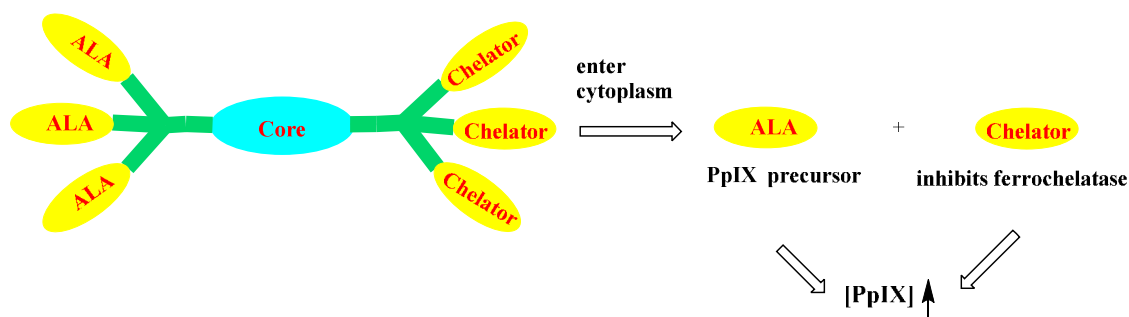 ALA
ALA
ALA
Core
Chelator
Chelator
Chelator
enter
cytoplasm
ALA
+
Chelator
PpIX precursor
inhibits ferrochelatase
[PpIX]